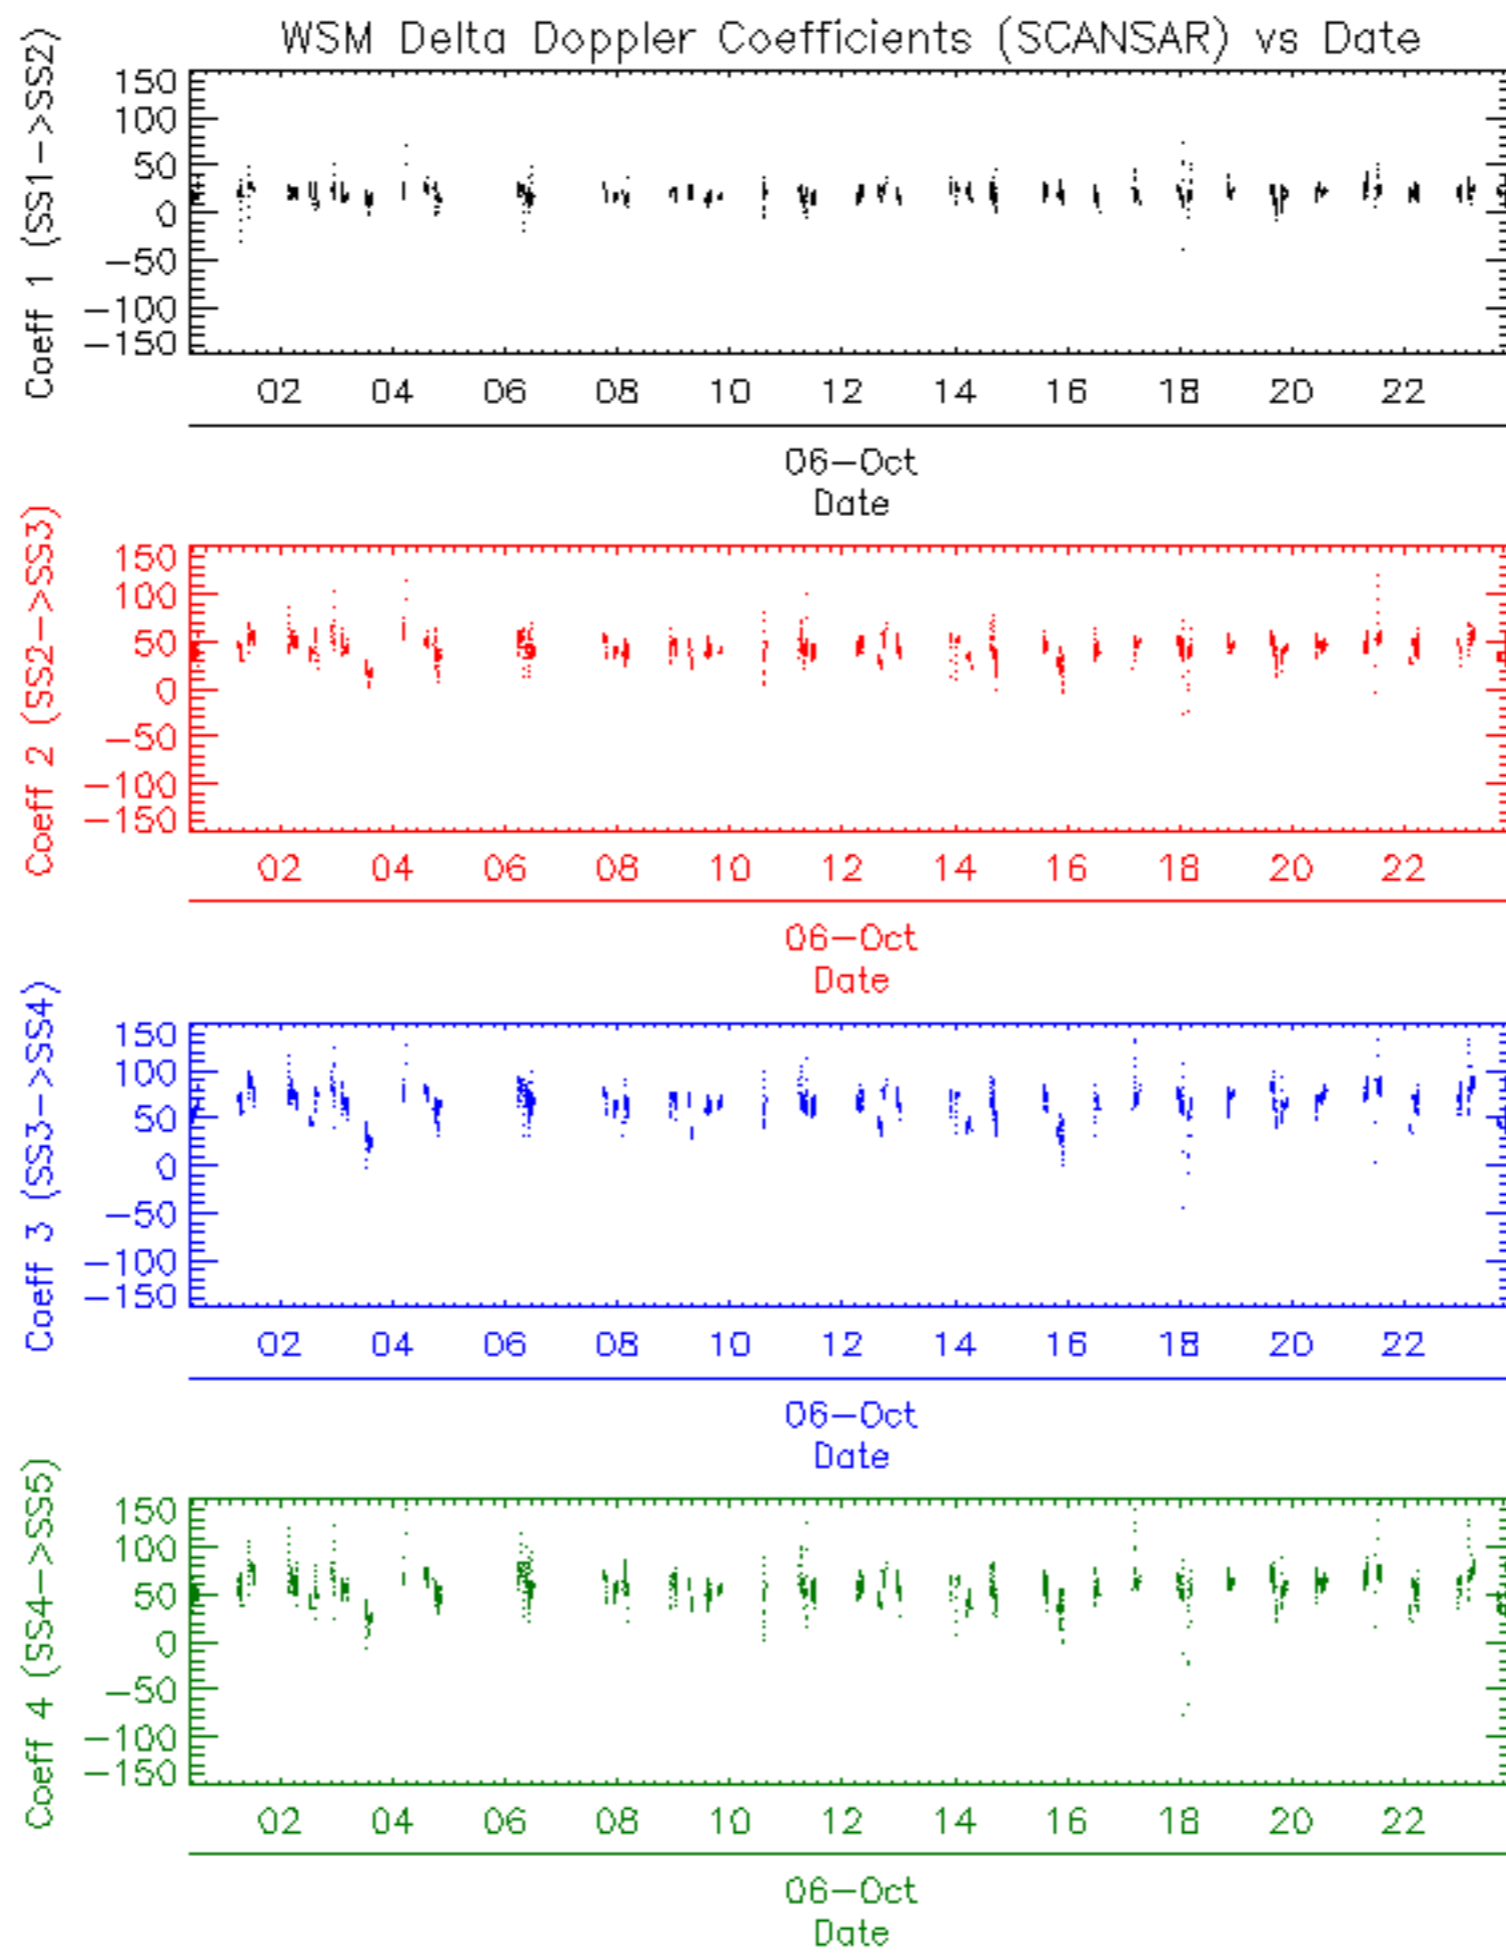 WSM Delta Doppler Coefficients (SCANSAR) vs Date
Coeff 1 (SS1->SS2)
150
100
50
0
-50
-100
-150
02 04 06 08 10 12 14 16 18 20 22
06-Oct
Date
Coeff 2 (SS2->SS3)
150
100
50
0
-50
-100
-150
02 04 06 08 10 12 14 16 18 20 22
06-Oct
Date
Coeff 3 (SS3->SS4)
150
100
50
0
-50
-100
-150
02 04 06 08 10 12 14 16 18 20 22
06-Oct
Date
Coeff 4 (SS4->SS5)
150
100
50
0
-50
-100
-150
02 04 06 08 10 12 14 16 18 20 22
06-Oct
Date